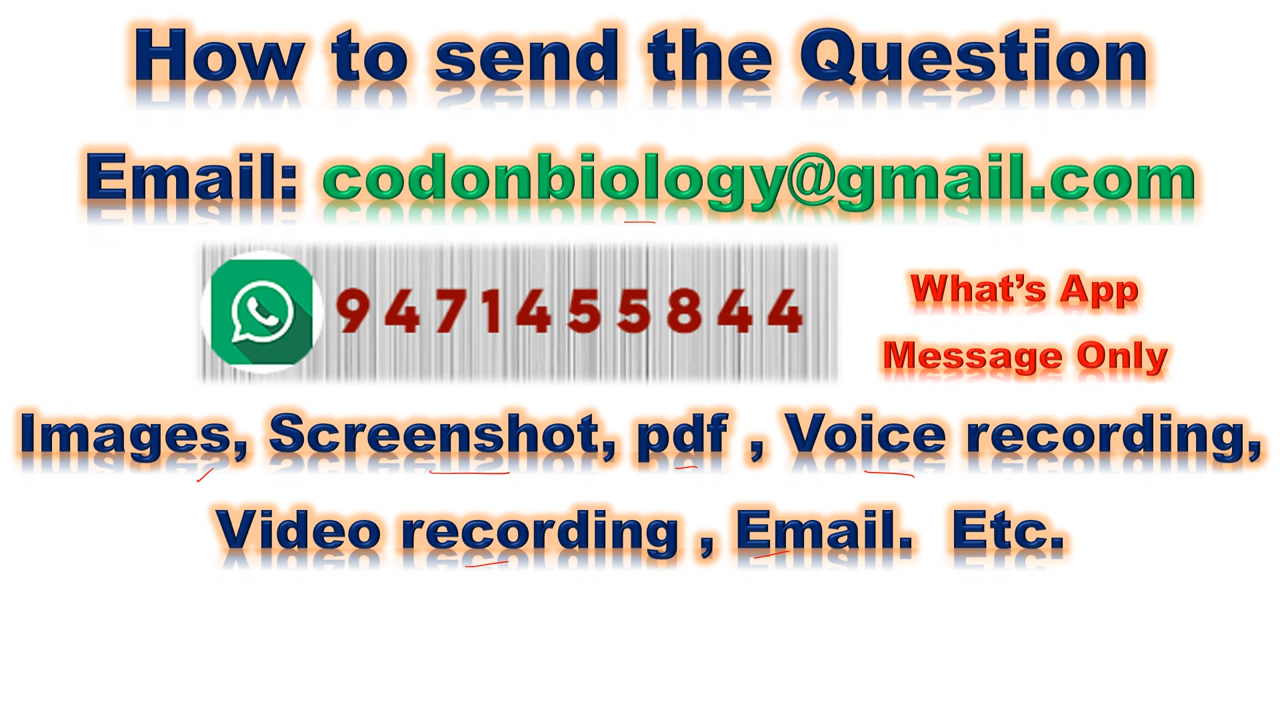 How to send the Question
Email: codonbiology@gmail.com
9471455844
What's App
Message Only
Images, Screenshot, pdf , Voice recording,
Video recording , Email. Etc.